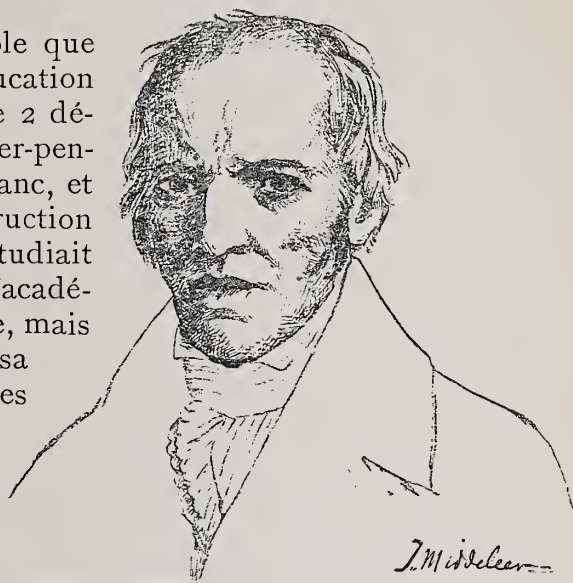 ole que
ucation
e 2 dé-
er-pen-
anc, et
ruction
tudiait
'acadé-
e, mais
sa
es
J. Middeleer